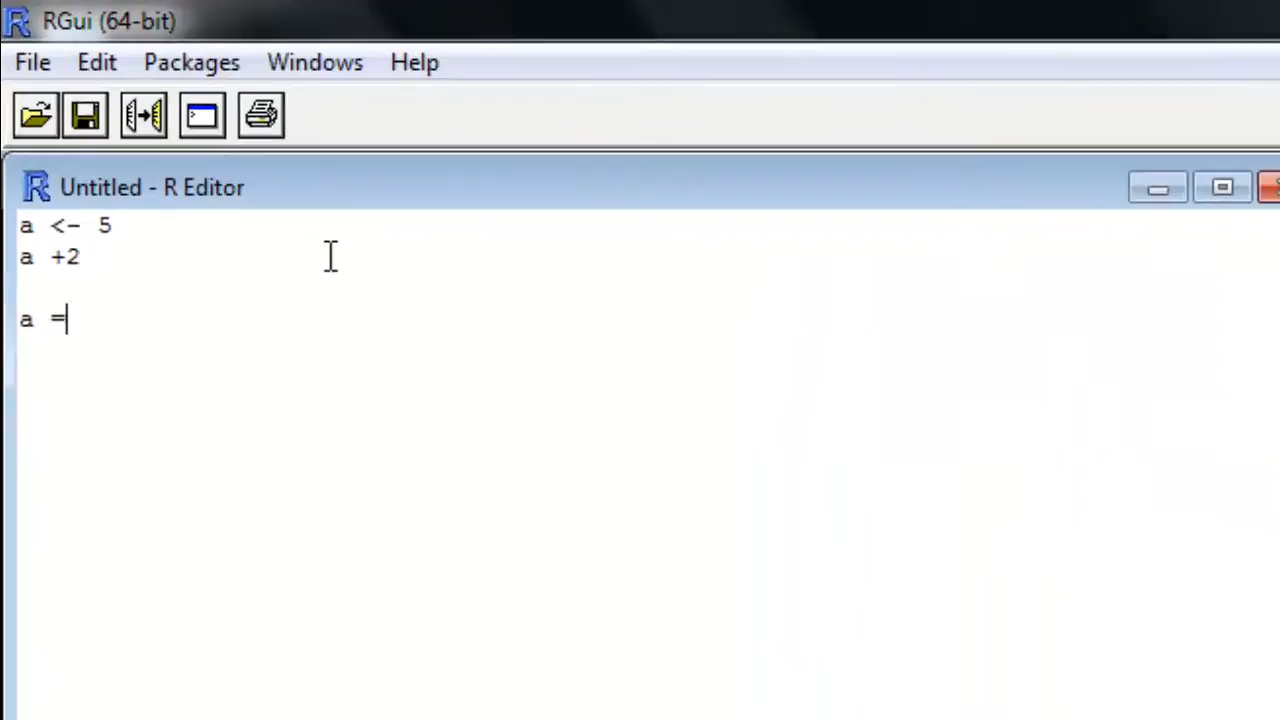 RGui (64-bit)
File Edit Packages Windows Help
Untitled - R Editor
a <- 5
a +2
a =